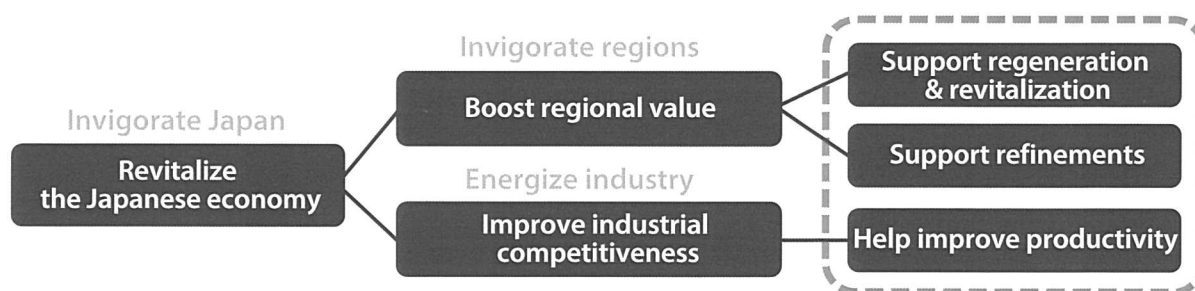 Invigorate Japan
Revitalize
the Japanese economy
Invigorate regions
Boost regional value
Energize industry
Improve industrial
competitiveness
Support regeneration
& revitalization
Support refinements
Help improve productivity